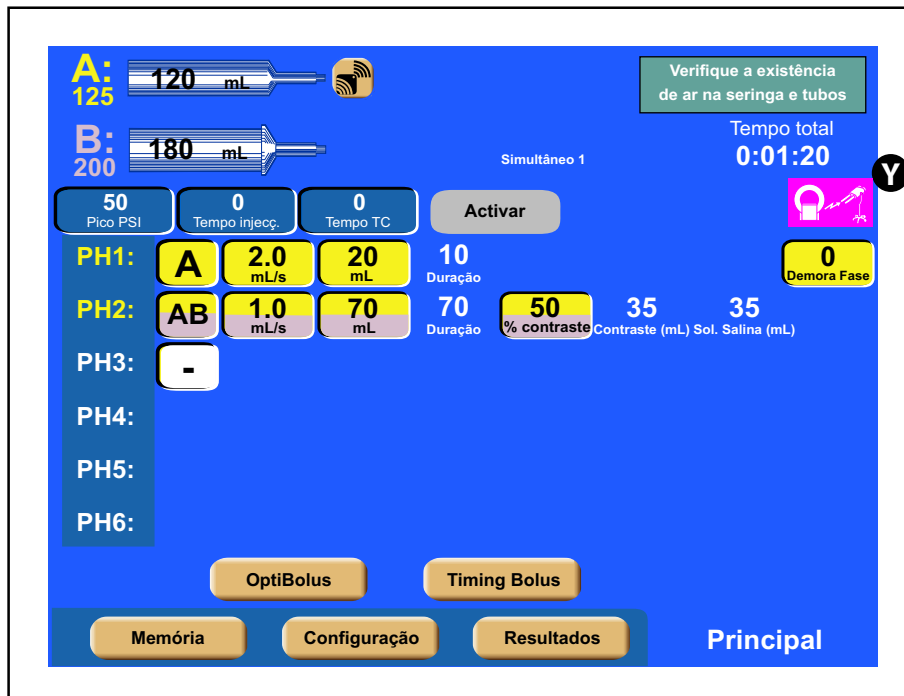 A:
125
120 mL
Verifique a existência
de ar na seringa e tubos
B:
200
180 mL
Simultâneo 1
Tempo total
0:01:20
Y
50
Pico PSI
0
Tempo injecç.
0
Tempo TC
Activar
PH1:
A
2.0
mL/s
20
mL
10
Duração
0
Demora Fase
PH2:
AB
1.0
mL/s
70
mL
70
Duração
50
% contraste
35
Contraste (mL)
35
Sol. Salina (mL)
PH3:
-
PH4:
PH5:
PH6:
OptiBolus
Timing Bolus
Memória
Configuração
Resultados
Principal